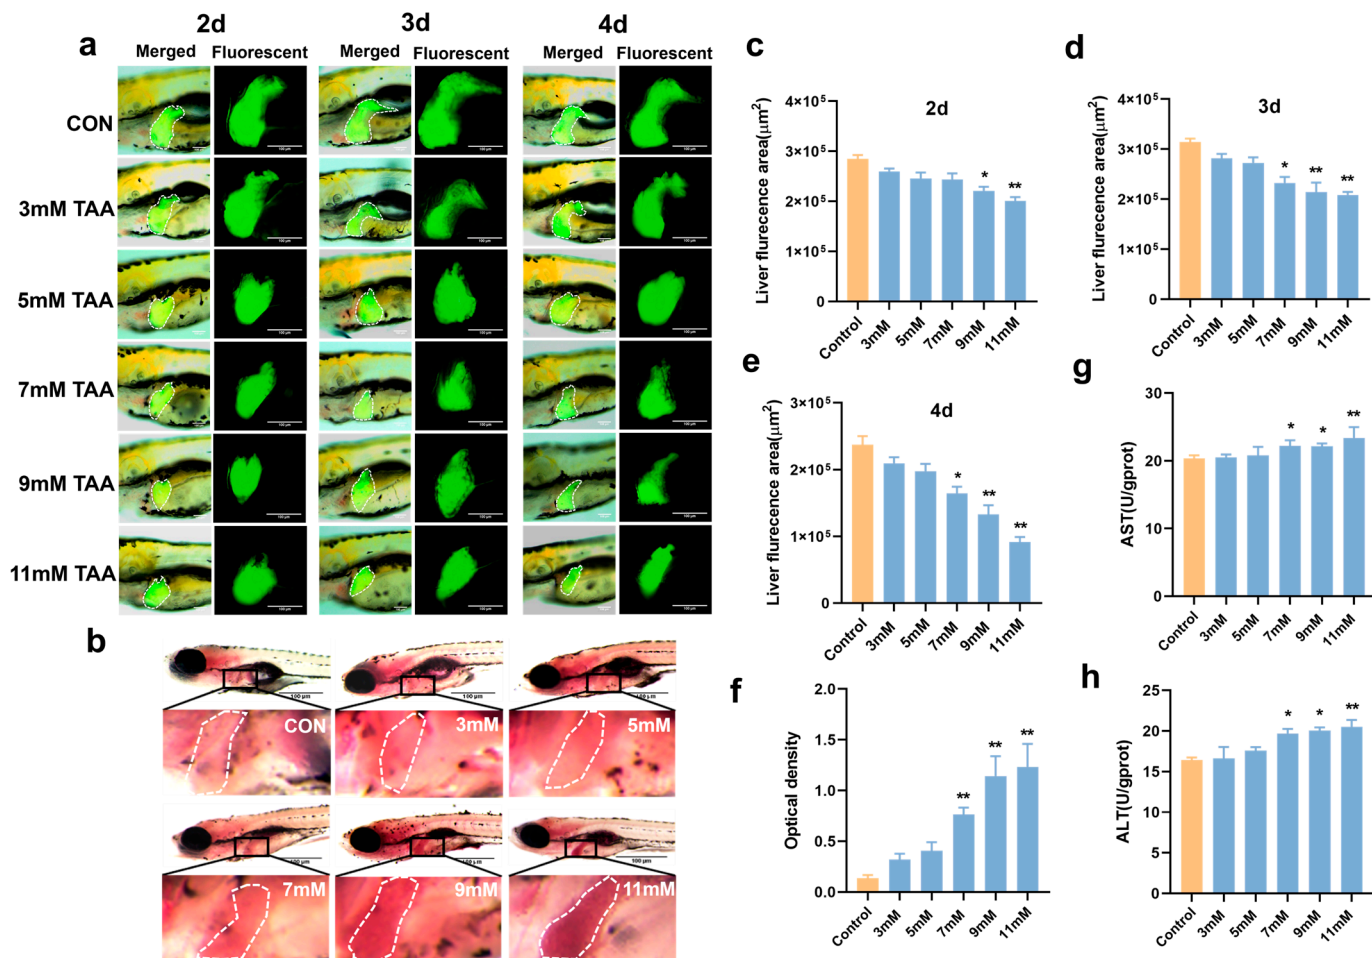 a
2d
3d
4d
Merged Fluorescent
Merged Fluorescent
Merged Fluorescent
CON
3mM TAA
5mM TAA
7mM TAA
9mM TAA
11mM TAA
b
CON
3mM
5mM
7mM
9mM
11mM
100 μm
c
2d
Liver flurecence area(μm²)
4×10⁵
3×10⁵
2×10⁵
1×10⁵
0
* **
Control 3mM 5mM 7mM 9mM 11mM
d
3d
Liver flurecence area(μm²)
4×10⁵
3×10⁵
2×10⁵
1×10⁵
0
* ** **
Control 3mM 5mM 7mM 9mM 11mM
e
4d
Liver flurecence area(μm²)
3×10⁵
2×10⁵
1×10⁵
0
* ** **
Control 3mM 5mM 7mM 9mM 11mM
g
AST(U/gprot)
30
20
10
0
* * **
Control 3mM 5mM 7mM 9mM 11mM
f
Optical density
2.0
1.5
1.0
0.5
0.0
** ** **
Control 3mM 5mM 7mM 9mM 11mM
h
ALT(U/gprot)
25
20
15
10
5
0
* * **
Control 3mM 5mM 7mM 9mM 11mM